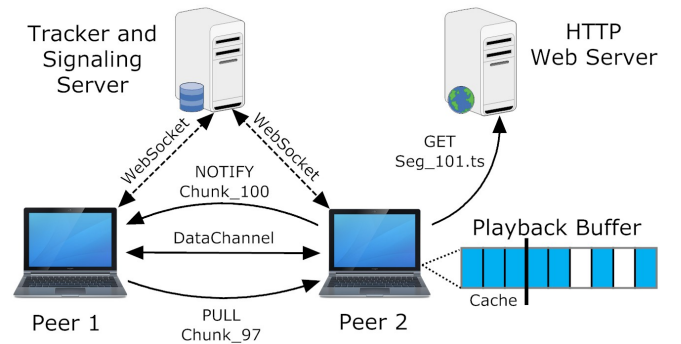 Tracker and
Signaling
Server
HTTP
Web Server
WebSocket
WebSocket
GET
Seg_101.ts
NOTIFY
Chunk_100
DataChannel
Playback Buffer
Cache
PULL
Chunk_97
Peer 1
Peer 2